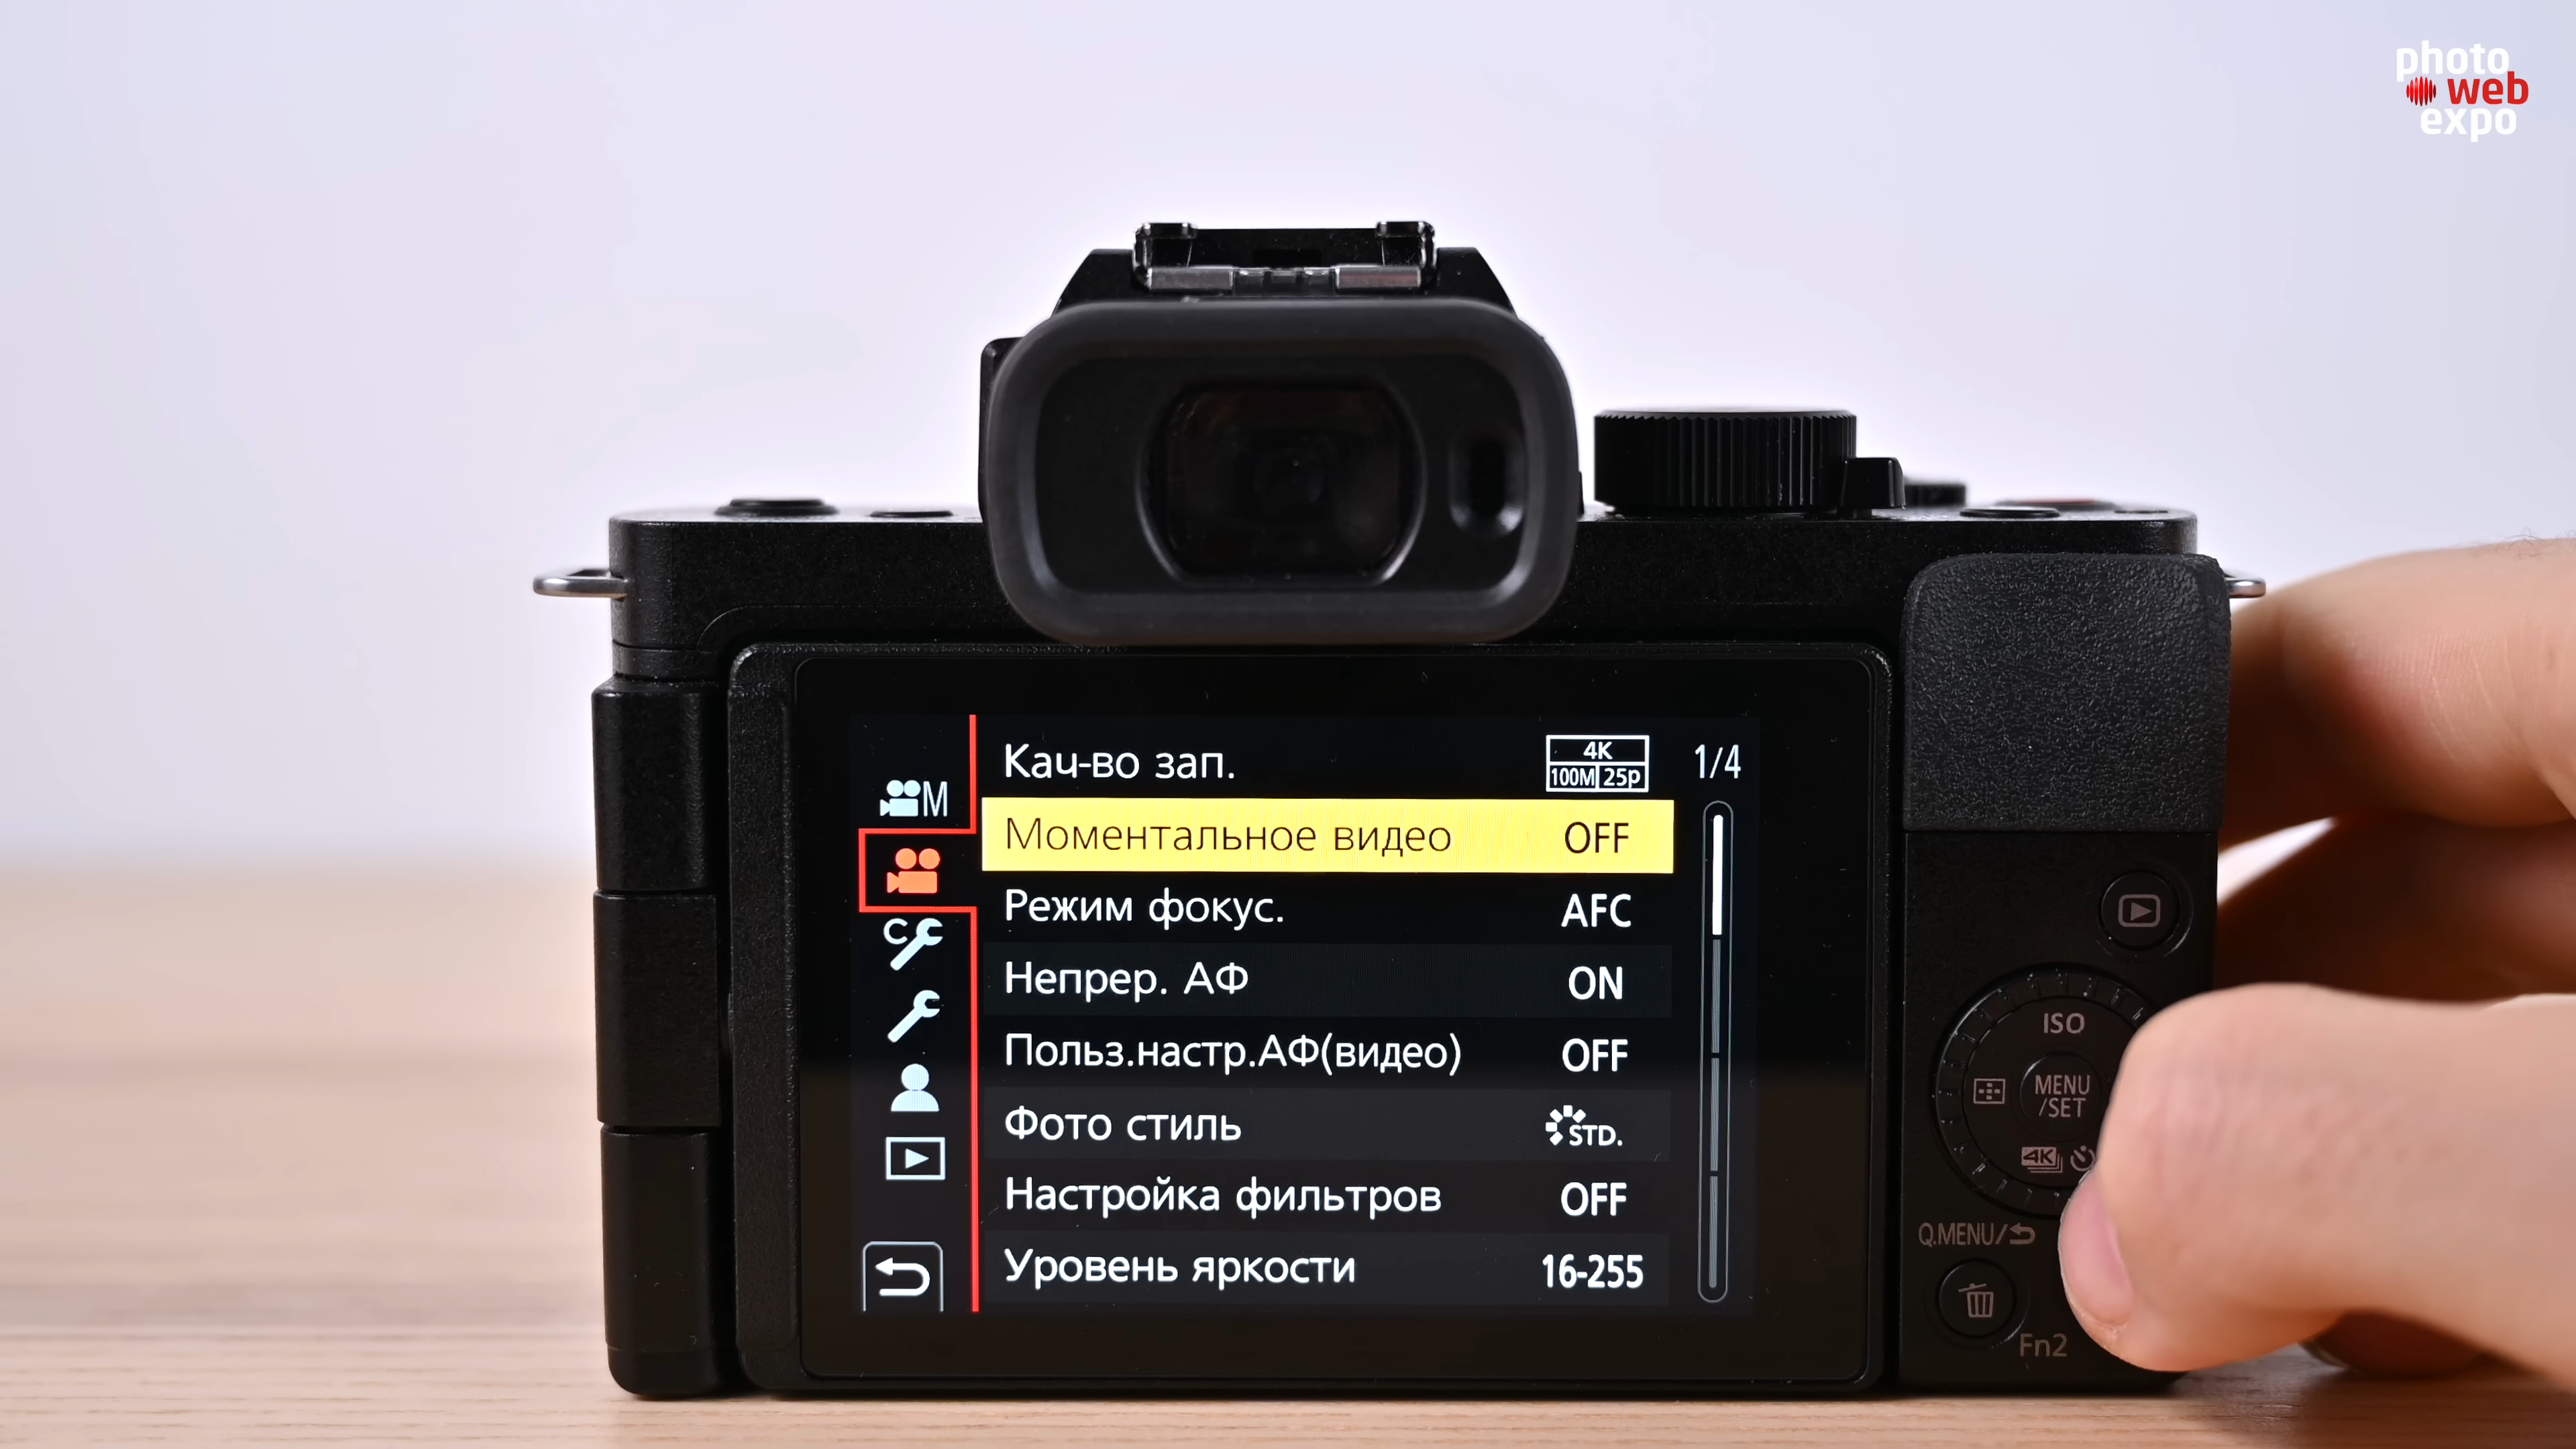 photo
web
expo
Кач-во зап. 4K 100M 25p 1/4
M
Моментальное видео OFF
Режим фокус. AFC
C
Непрер. АФ ON
Польз.настр.АФ(видео) OFF
Фото стиль STD.
Настройка фильтров OFF
Уровень яркости 16-255
ISO
MENU
/SET
4K
Q.MENU/
Fn2